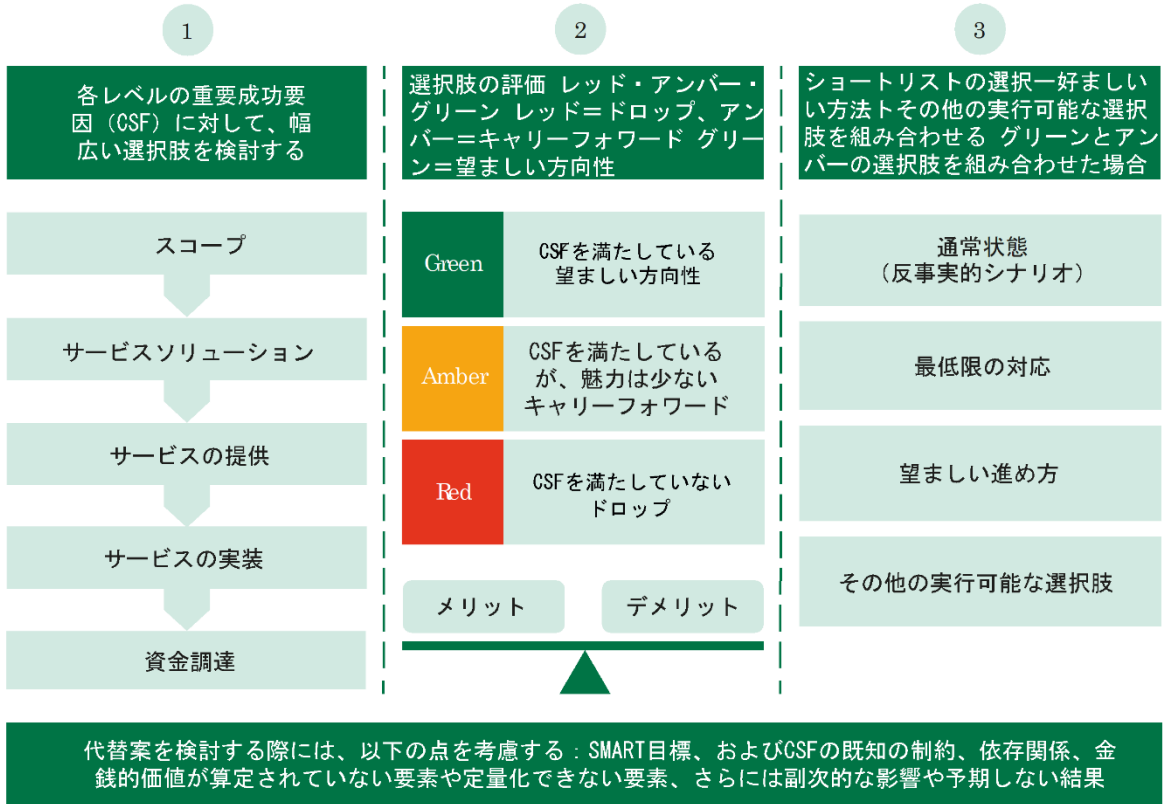 1
各レベルの重要成功要
因（CSF）に対して、幅
広い選択肢を検討する
スコープ
サービスソリューション
サービスの提供
サービスの実装
資金調達
2
選択肢の評価 レッド・アンバー・
グリーン レッド＝ドロップ、アン
バー＝キャリーフォワード グリー
ン＝望ましい方向性
Green
CSFを満たしている
望ましい方向性
Amber
CSFを満たしている
が、魅力は少ない
キャリーフォワード
Red
CSFを満たしていない
ドロップ
メリット
デメリット
3
ショートリストの選択一好ましい
い方法トその他の実行可能な選択
肢を組み合わせる グリーンとアン
バーの選択肢を組み合わせた場合
通常状態
（反事実的シナリオ）
最低限の対応
望ましい進め方
その他の実行可能な選択肢
代替案を検討する際には、以下の点を考慮する：SMART目標、およびCSFの既知の制約、依存関係、金
銭的価値が算定されていない要素や定量化できない要素、さらには副次的な影響や予期しない結果